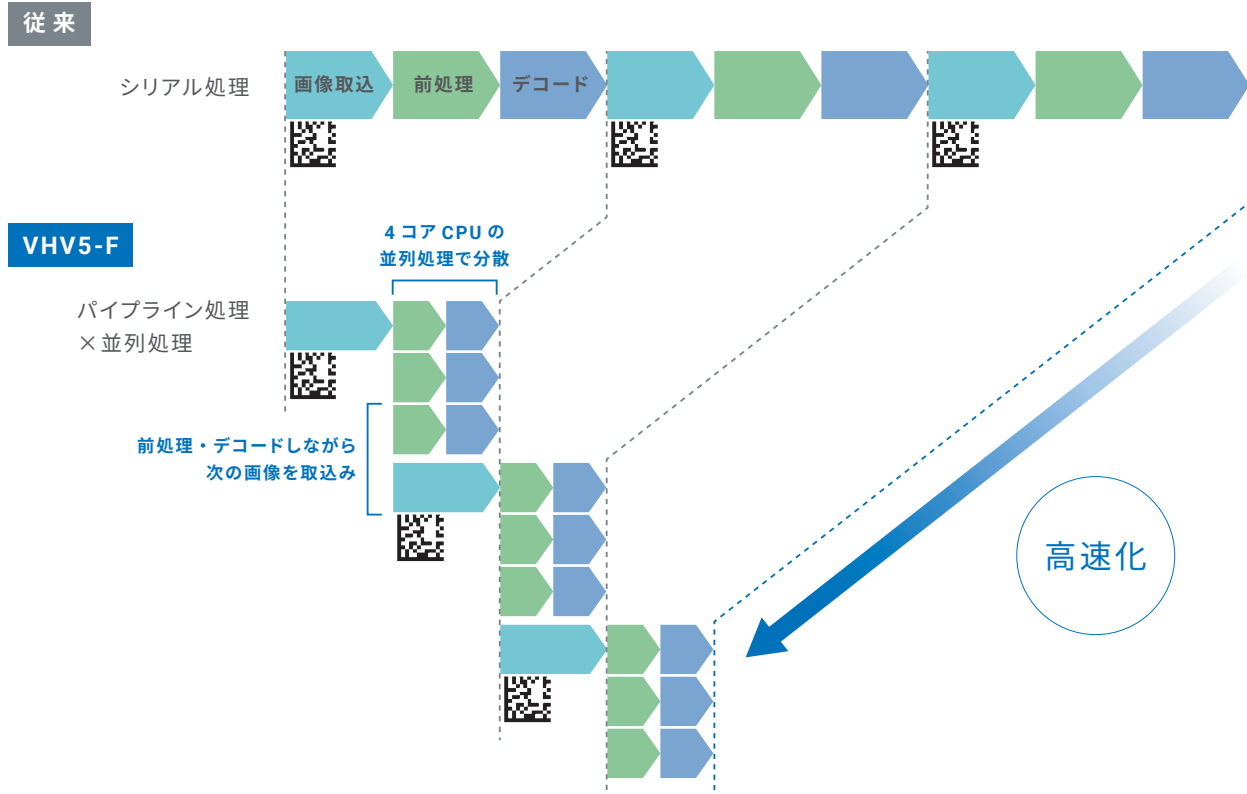 従来
シリアル処理
画像取込
前処理
デコード
VHV5-F
4コアCPUの
並列処理で分散
パイプライン処理
×並列処理
前処理・デコードしながら
次の画像を取込み
高速化